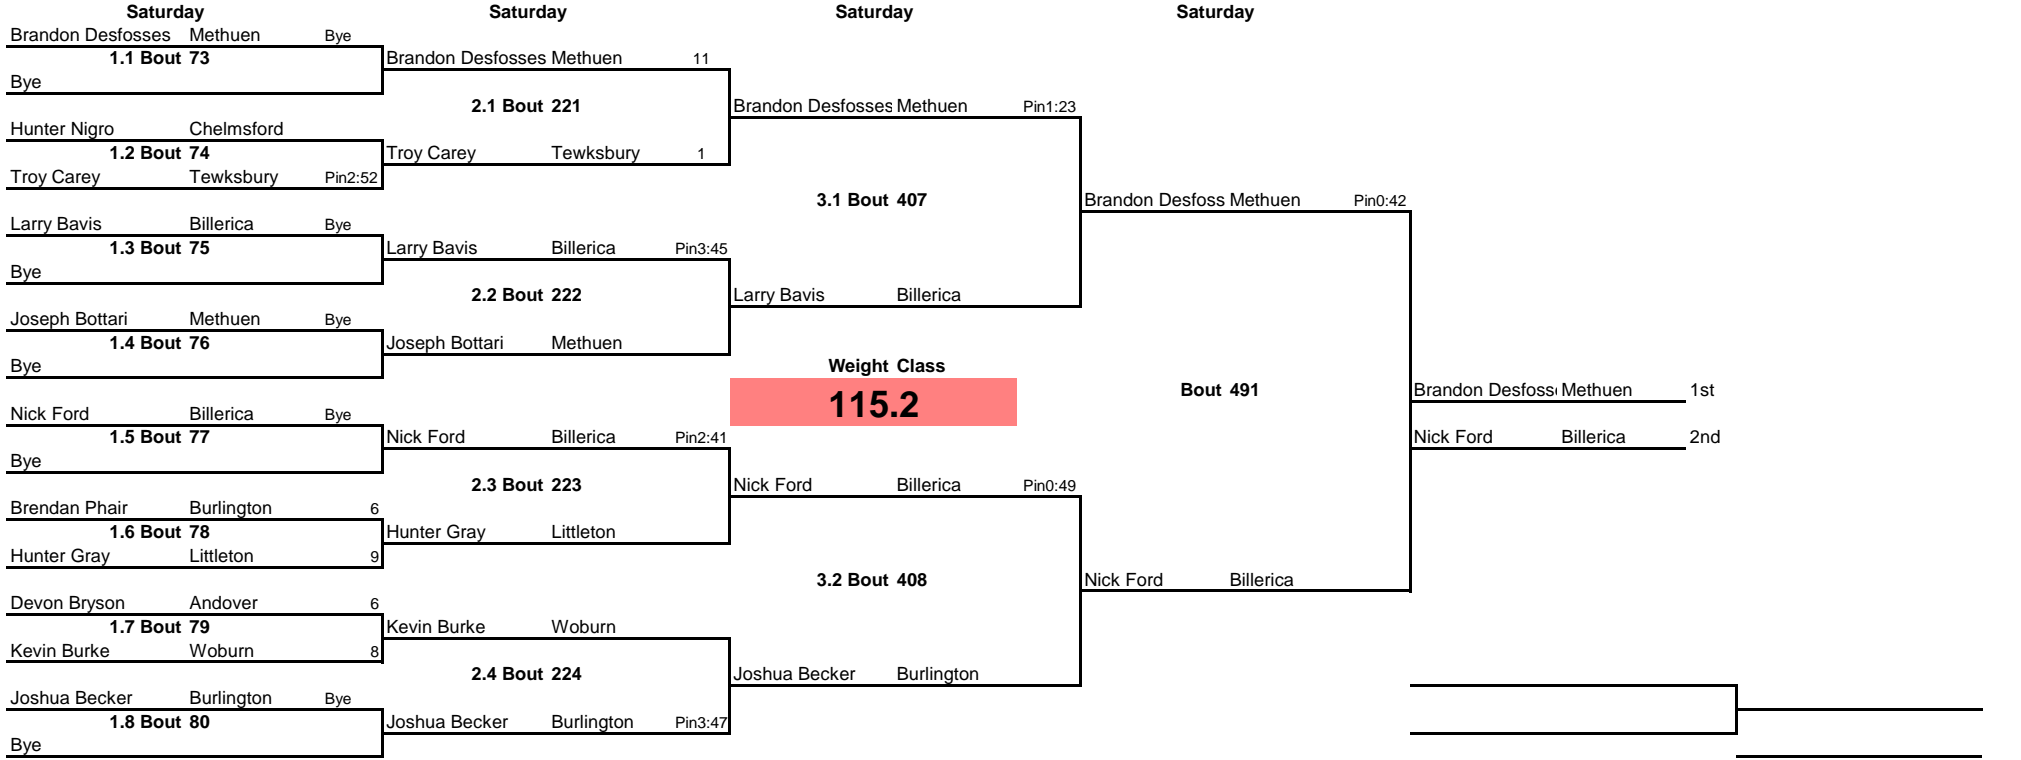 Saturday Saturday Saturday Saturday
Brandon Desfosses Methuen Bye
1.1 Bout 73 Brandon Desfosses Methuen 11
Bye
2.1 Bout 221 Brandon Desfosses Methuen Pin1:23
Hunter Nigro Chelmsford
1.2 Bout 74 Troy Carey Tewksbury 1
Troy Carey Tewksbury Pin2:52
3.1 Bout 407 Brandon Desfoss Methuen Pin0:42
Larry Bavis Billerica Bye
1.3 Bout 75 Larry Bavis Billerica Pin3:45
Bye
2.2 Bout 222 Larry Bavis Billerica
Joseph Bottari Methuen Bye
1.4 Bout 76 Joseph Bottari Methuen
Bye Weight Class
115.2 Bout 491 Brandon Desfoss Methuen 1st
Nick Ford Billerica Bye
1.5 Bout 77 Nick Ford Billerica Pin2:41 Nick Ford Billerica 2nd
Bye
2.3 Bout 223 Nick Ford Billerica Pin0:49
Brendan Phair Burlington 6
1.6 Bout 78 Hunter Gray Littleton
Hunter Gray Littleton 9
3.2 Bout 408 Nick Ford Billerica
Devon Bryson Andover 6
1.7 Bout 79 Kevin Burke Woburn
Kevin Burke Woburn 8
2.4 Bout 224 Joshua Becker Burlington
Joshua Becker Burlington Bye
1.8 Bout 80 Joshua Becker Burlington Pin3:47
Bye